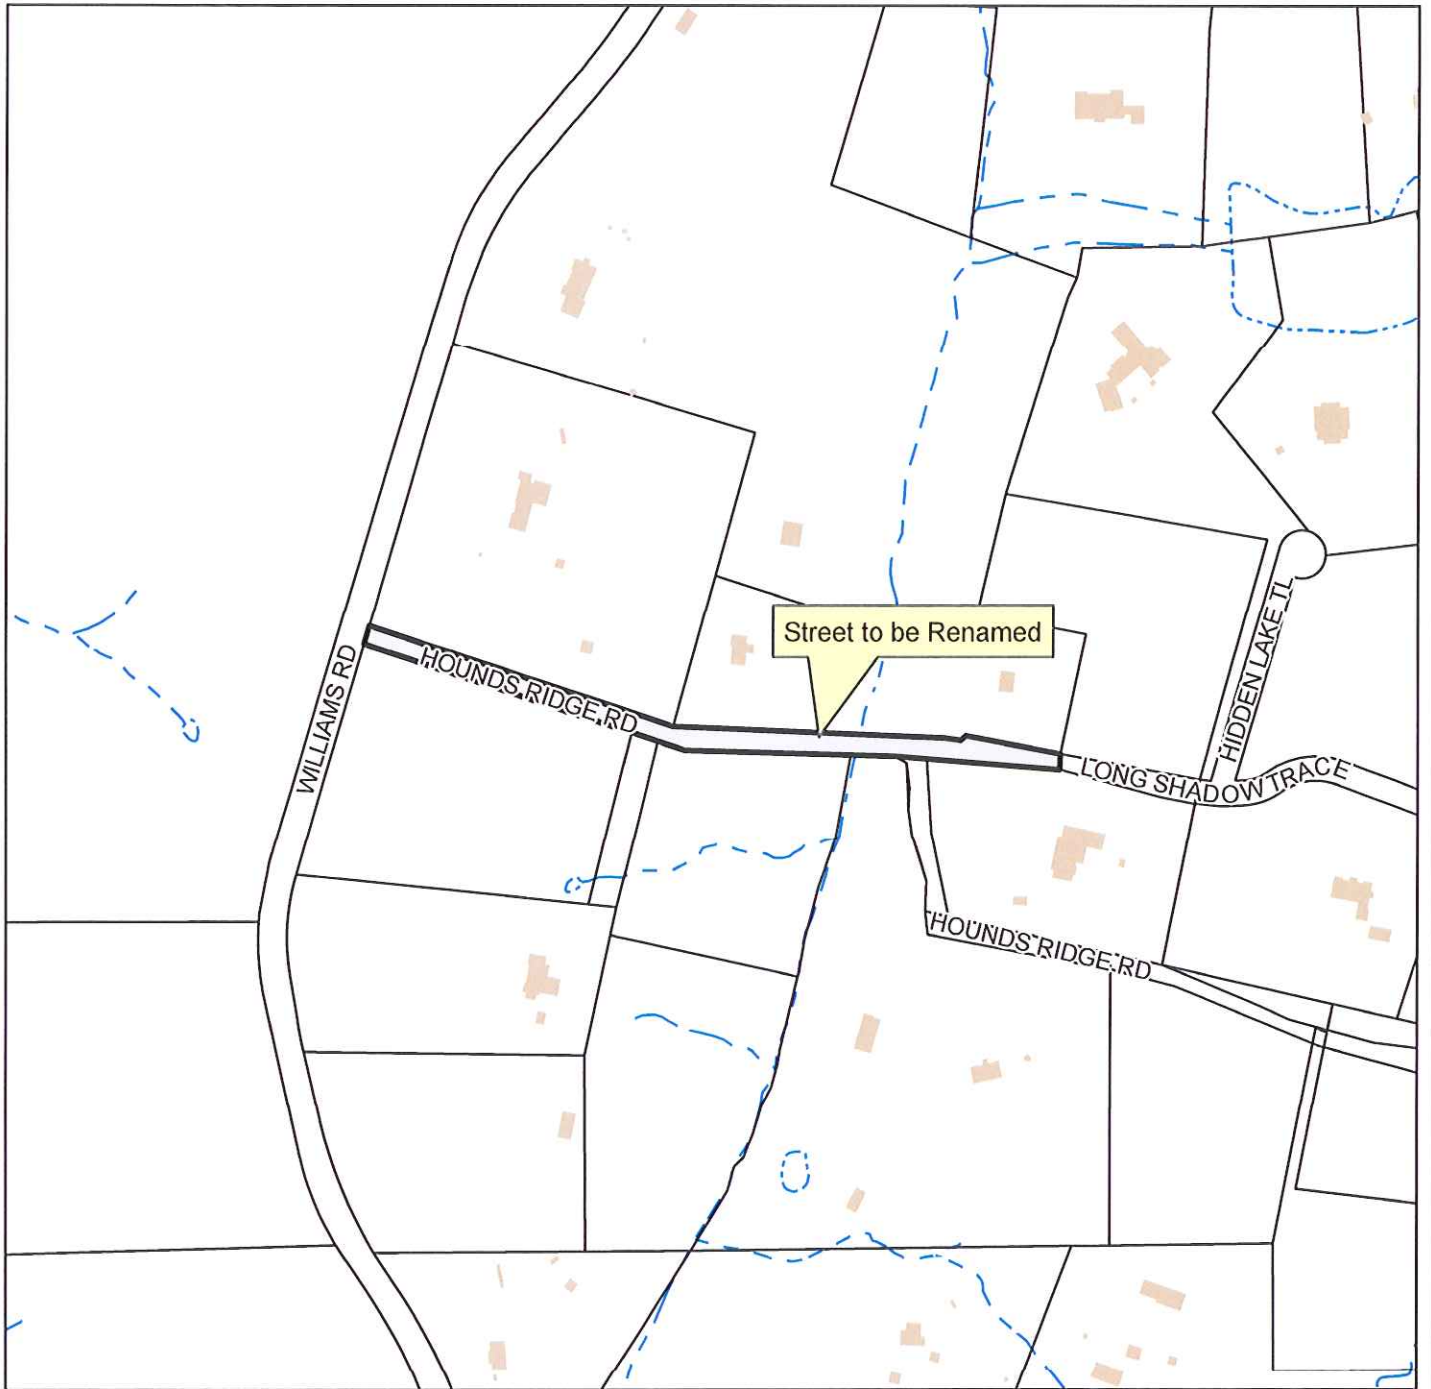 Street to be Renamed
HIDDEN LAKE TL
HOUNDS RIDGE RD
WILLIAMS RD
LONG SHADOW TRACE
HOUNDS RIDGE RD